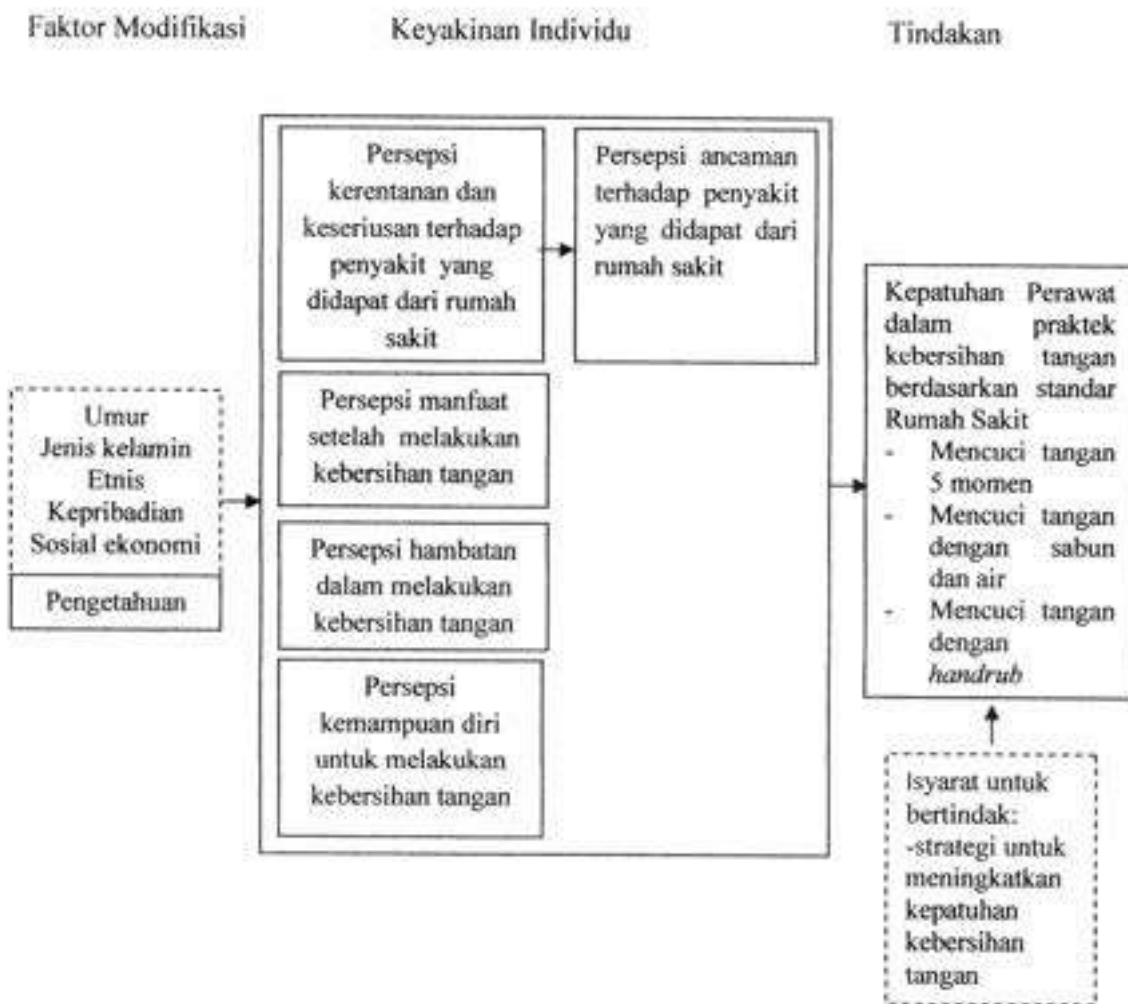 Faktor Modifikasi
Keyakinan Individu
Tindakan
Umur
Jenis kelamin
Etnis
Kepribadian
Sosial ekonomi
Pengetahuan
Persepsi
kerentanan dan
keseriusan terhadap
penyakit yang
didapat dari rumah
sakit
Persepsi ancaman
terhadap penyakit
yang didapat dari
rumah sakit
Persepsi manfaat
setelah melakukan
kebersihan tangan
Persepsi hambatan
dalam melakukan
kebersihan tangan
Persepsi
kemampuan diri
untuk melakukan
kebersihan tangan
Kepatuhan Perawat
dalam praktek
kebersihan tangan
berdasarkan standar
Rumah Sakit
- Mencuci tangan
5 momen
- Mencuci tangan
dengan sabun
dan air
- Mencuci tangan
dengan
handrub
Isyarat untuk
bertindak:
-strategi untuk
meningkatkan
kepatuhan
kebersihan
tangan